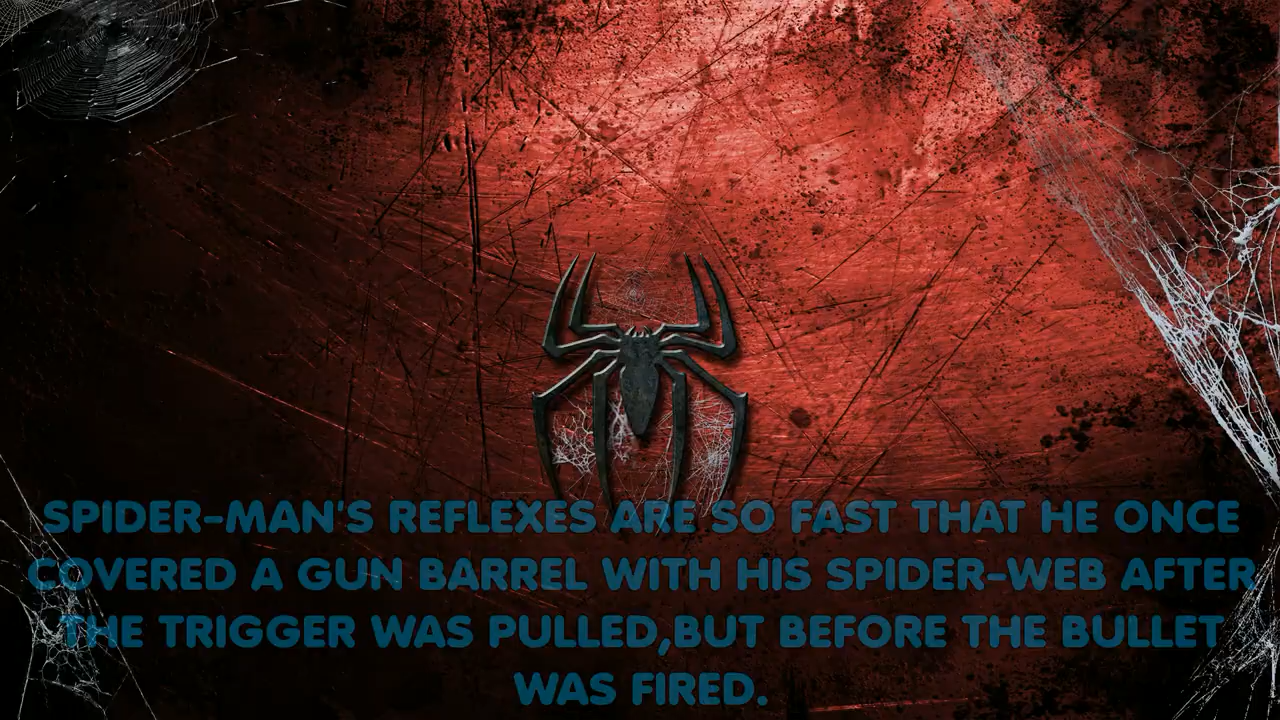 SPIDER-MAN'S REFLEXES ARE SO FAST THAT HE ONCE
COVERED A GUN BARREL WITH HIS SPIDER-WEB AFTER
THE TRIGGER WAS PULLED,BUT BEFORE THE BULLET
WAS FIRED.